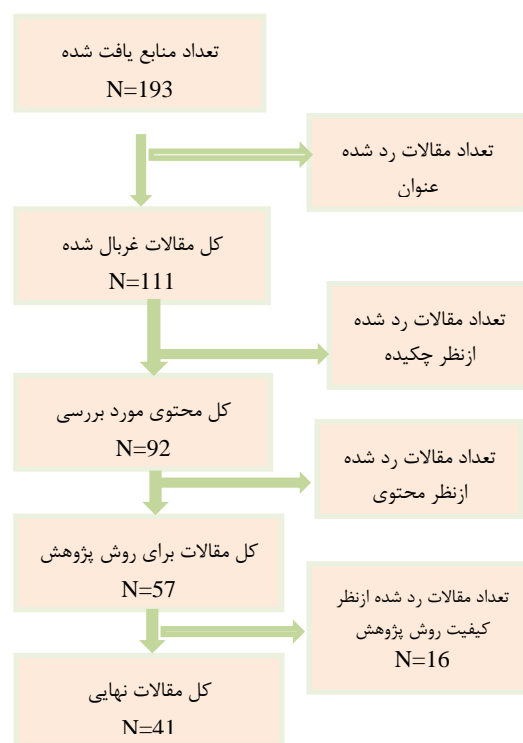 تعداد منابع یافت شده
N=193
تعداد مقالات رد شده
عنوان
کل مقالات غربال شده
N=111
تعداد مقالات رد شده
ازنظر چکیده
کل محتوی مورد بررسی
N=92
تعداد مقالات رد شده
ازنظر محتوی
کل مقالات برای روش پژوهش
N=57
تعداد مقالات رد شده ازنظر
کیفیت روش پژوهش
N=16
کل مقالات نهایی
N=41